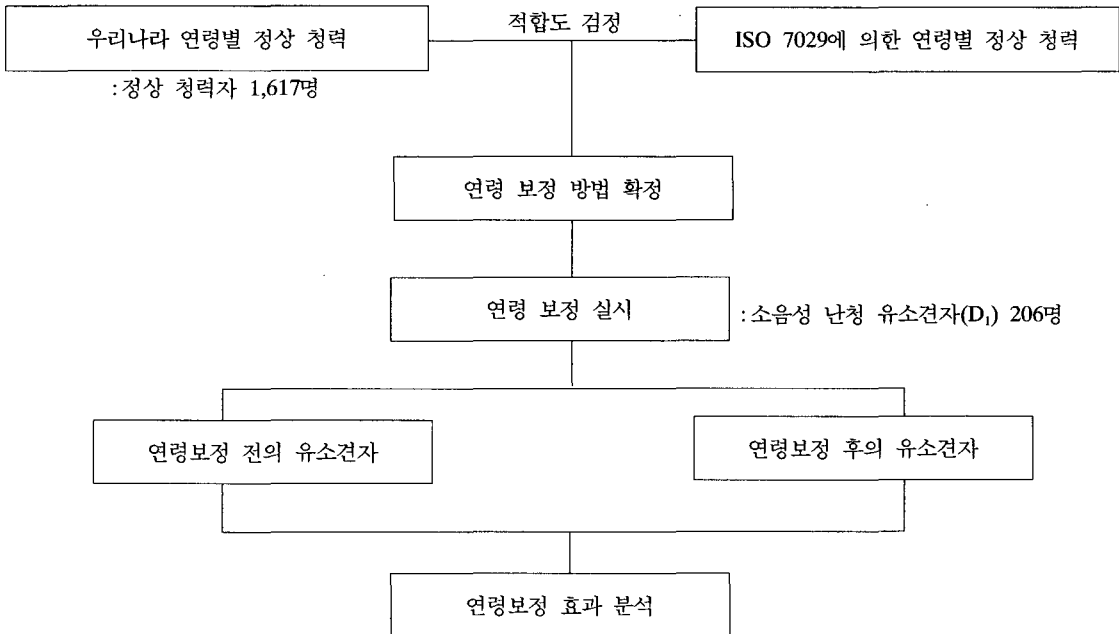 적합도 검정
우리나라 연령별 정상 청력
ISO 7029에 의한 연령별 정상 청력
:정상 청력자 1,617명
연령 보정 방법 확정
연령 보정 실시
:소음성 난청 유소견자(D₁) 206명
연령보정 전의 유소견자
연령보정 후의 유소견자
연령보정 효과 분석